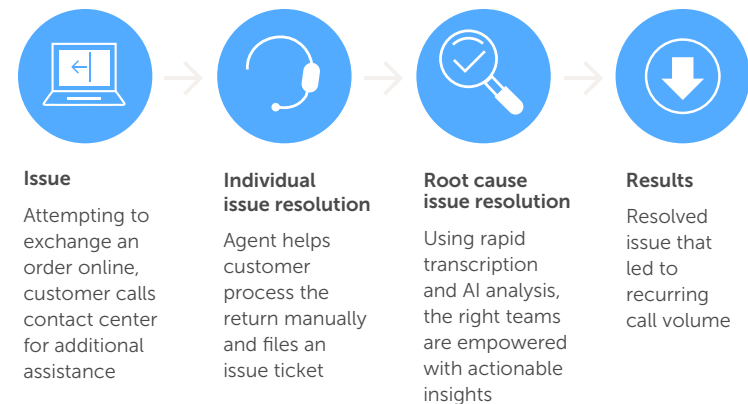 Issue
Attempting to
exchange an
order online,
customer calls
contact center
for additional
assistance
Individual
issue resolution
Agent helps
customer
process the
return manually
and files an
issue ticket
Root cause
issue resolution
Using rapid
transcription
and AI analysis,
the right teams
are empowered
with actionable
insights
Results
Resolved
issue that
led to
recurring
call volume